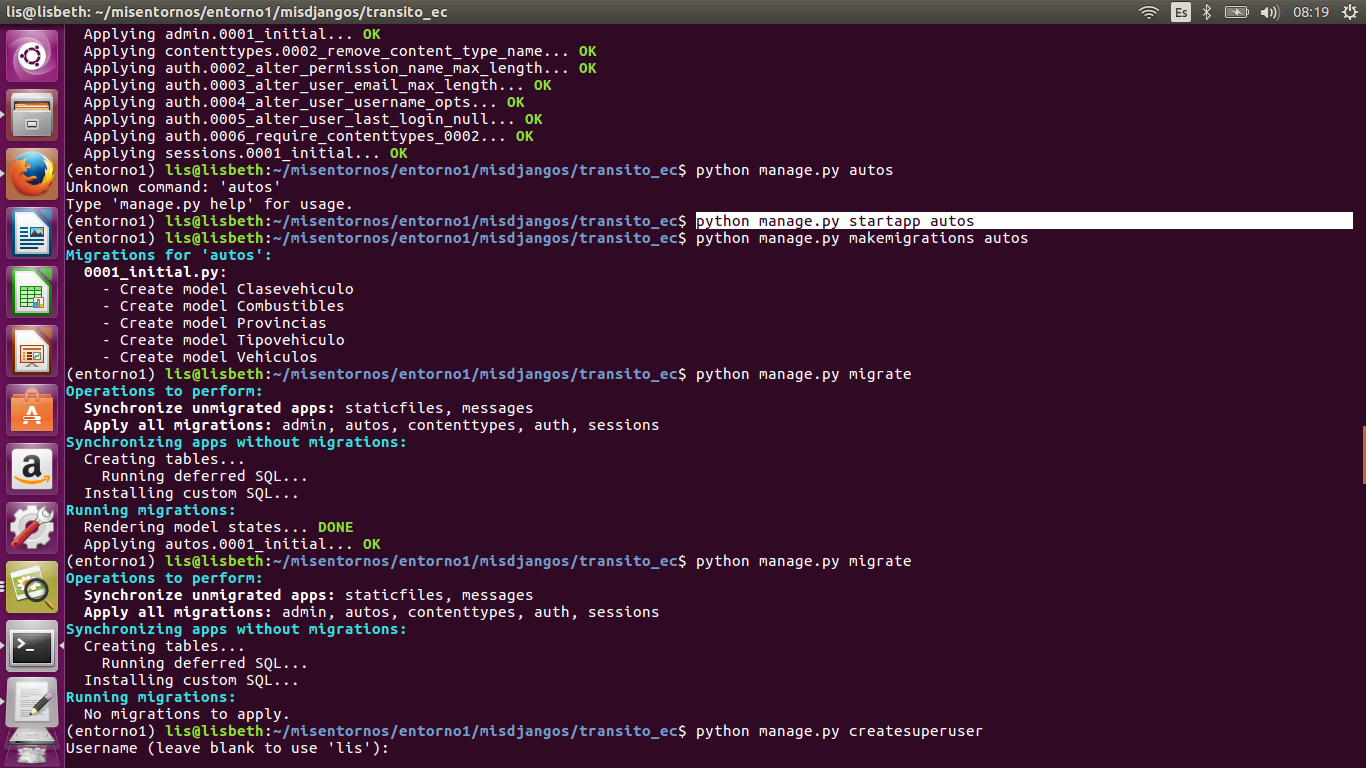 lis@lisbeth: ~/misentornos/entorno1/misdjangos/transito_ec
Es
08:19
Applying admin.0001_initial... OK
Applying contenttypes.0002_remove_content_type_name... OK
Applying auth.0002_alter_permission_name_max_length... OK
Applying auth.0003_alter_user_email_max_length... OK
Applying auth.0004_alter_user_username_opts... OK
Applying auth.0005_alter_user_last_login_null... OK
Applying auth.0006_require_contenttypes_0002... OK
Applying sessions.0001_initial... OK
(entorno1) lis@lisbeth:~/misentornos/entorno1/misdjangos/transito_ec$ python manage.py autos
Unknown command: 'autos'
Type 'manage.py help' for usage.
(entorno1) lis@lisbeth:~/misentornos/entorno1/misdjangos/transito_ec$ python manage.py startapp autos
(entorno1) lis@lisbeth:~/misentornos/entorno1/misdjangos/transito_ec$ python manage.py makemigrations autos
Migrations for 'autos':
0001_initial.py:
- Create model Clasevehiculo
- Create model Combustibles
- Create model Provincias
- Create model Tipovehiculo
- Create model Vehiculos
(entorno1) lis@lisbeth:~/misentornos/entorno1/misdjangos/transito_ec$ python manage.py migrate
Operations to perform:
Synchronize unmigrated apps: staticfiles, messages
Apply all migrations: admin, autos, contenttypes, auth, sessions
Synchronizing apps without migrations:
Creating tables...
Running deferred SQL...
Installing custom SQL...
Running migrations:
Rendering model states... DONE
Applying autos.0001_initial... OK
(entorno1) lis@lisbeth:~/misentornos/entorno1/misdjangos/transito_ec$ python manage.py migrate
Operations to perform:
Synchronize unmigrated apps: staticfiles, messages
Apply all migrations: admin, autos, contenttypes, auth, sessions
Synchronizing apps without migrations:
Creating tables...
Running deferred SQL...
Installing custom SQL...
Running migrations:
No migrations to apply.
(entorno1) lis@lisbeth:~/misentornos/entorno1/misdjangos/transito_ec$ python manage.py createsuperuser
Username (leave blank to use 'lis'):